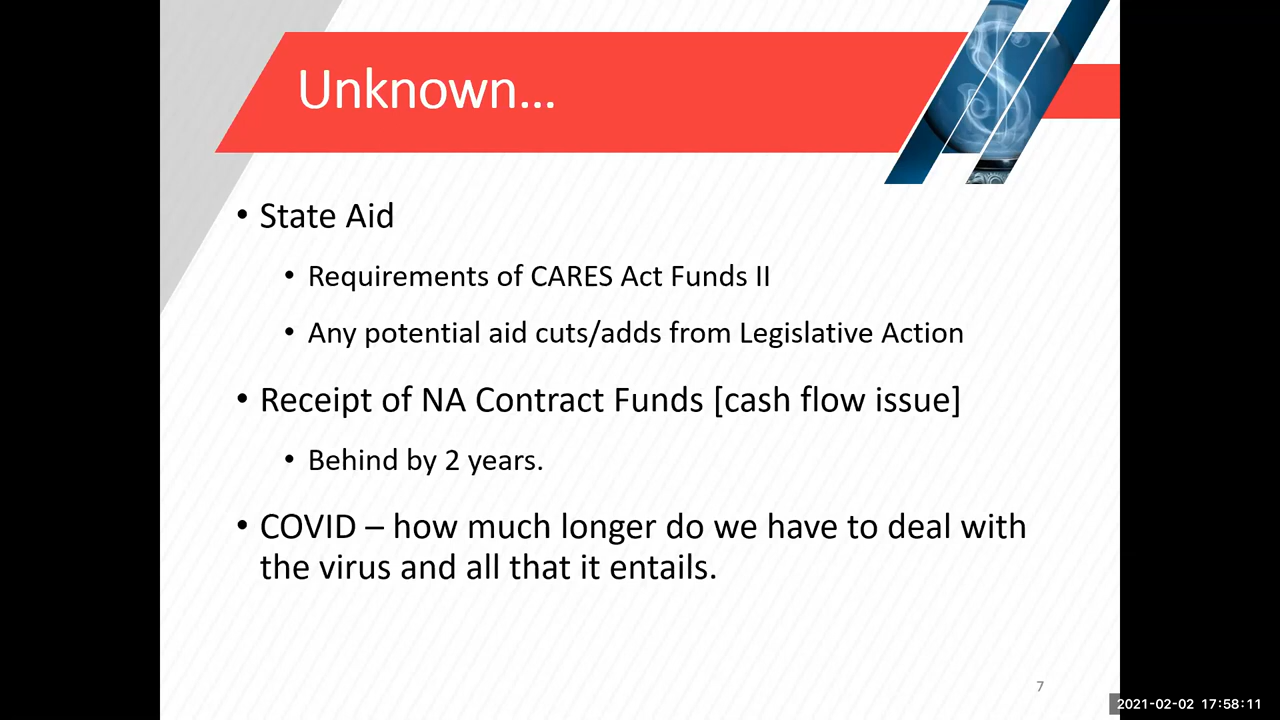 Unknown...
• State Aid
• Requirements of CARES Act Funds II
• Any potential aid cuts/adds from Legislative Action
• Receipt of NA Contract Funds [cash flow issue]
• Behind by 2 years.
• COVID – how much longer do we have to deal with
the virus and all that it entails.
7
2021-02-02 17:58:11